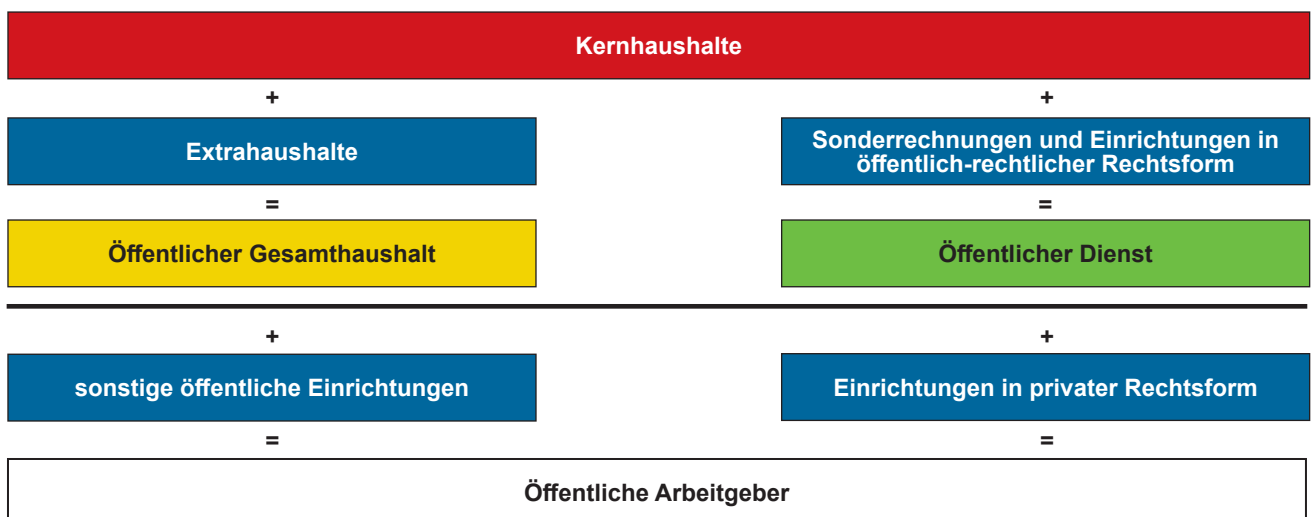 Kernhaushalte
+
+
Extrahaushalte
Sonderrechnungen und Einrichtungen in
öffentlich-rechtlicher Rechtsform
=
=
Öffentlicher Gesamthaushalt
Öffentlicher Dienst
+
+
sonstige öffentliche Einrichtungen
Einrichtungen in privater Rechtsform
=
=
Öffentliche Arbeitgeber